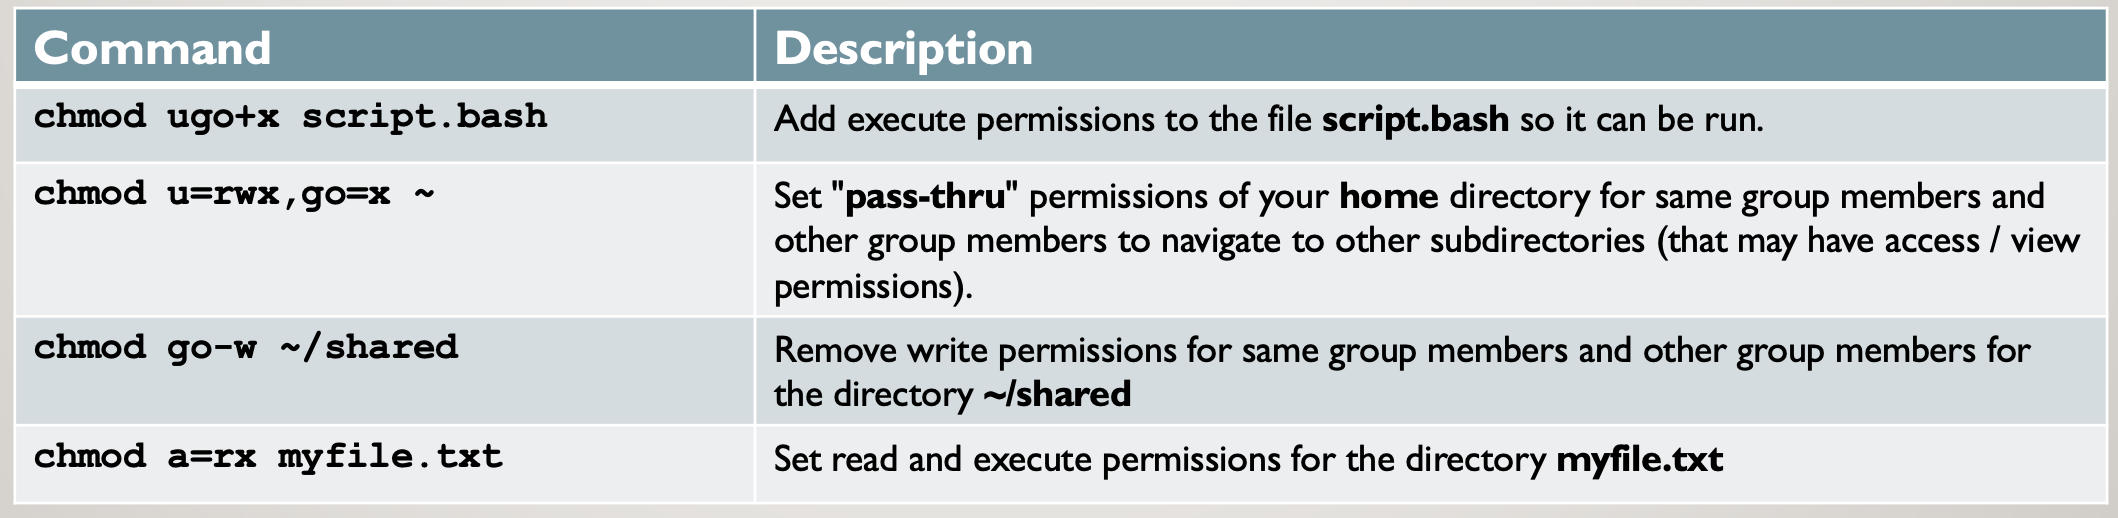 Command
Description
chmod ugo+x script.bash
Add execute permissions to the file script.bash so it can be run.
chmod u=rwx,go=x ~
Set "pass-thru" permissions of your home directory for same group members and
other group members to navigate to other subdirectories (that may have access / view
permissions).
chmod go-w ~/shared
Remove write permissions for same group members and other group members for
the directory ~/shared
chmod a=rx myfile.txt
Set read and execute permissions for the directory myfile.txt